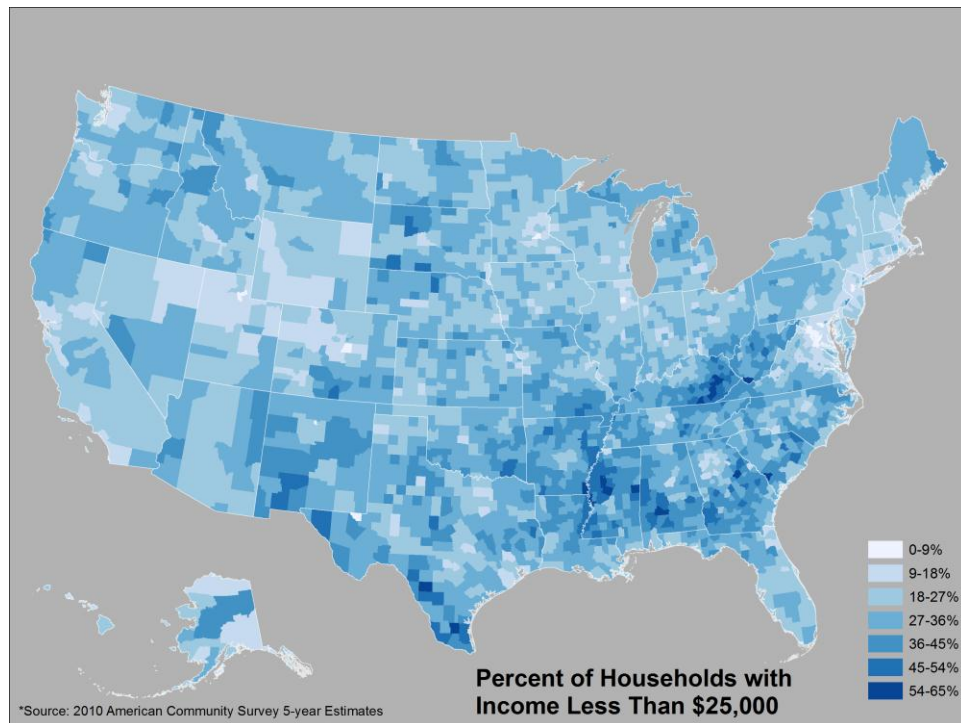 0-9%
9-18%
18-27%
27-36%
36-45%
45-54%
54-65%
Percent of Households with
Income Less Than $25,000
*Source: 2010 American Community Survey 5-year Estimates